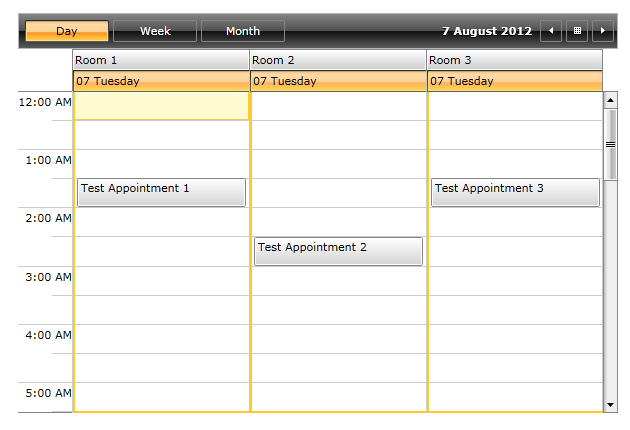 Day Week Month 7 August 2012
Room 1 Room 2 Room 3
07 Tuesday 07 Tuesday 07 Tuesday
12:00 AM
1:00 AM
Test Appointment 1 Test Appointment 3
2:00 AM
Test Appointment 2
3:00 AM
4:00 AM
5:00 AM